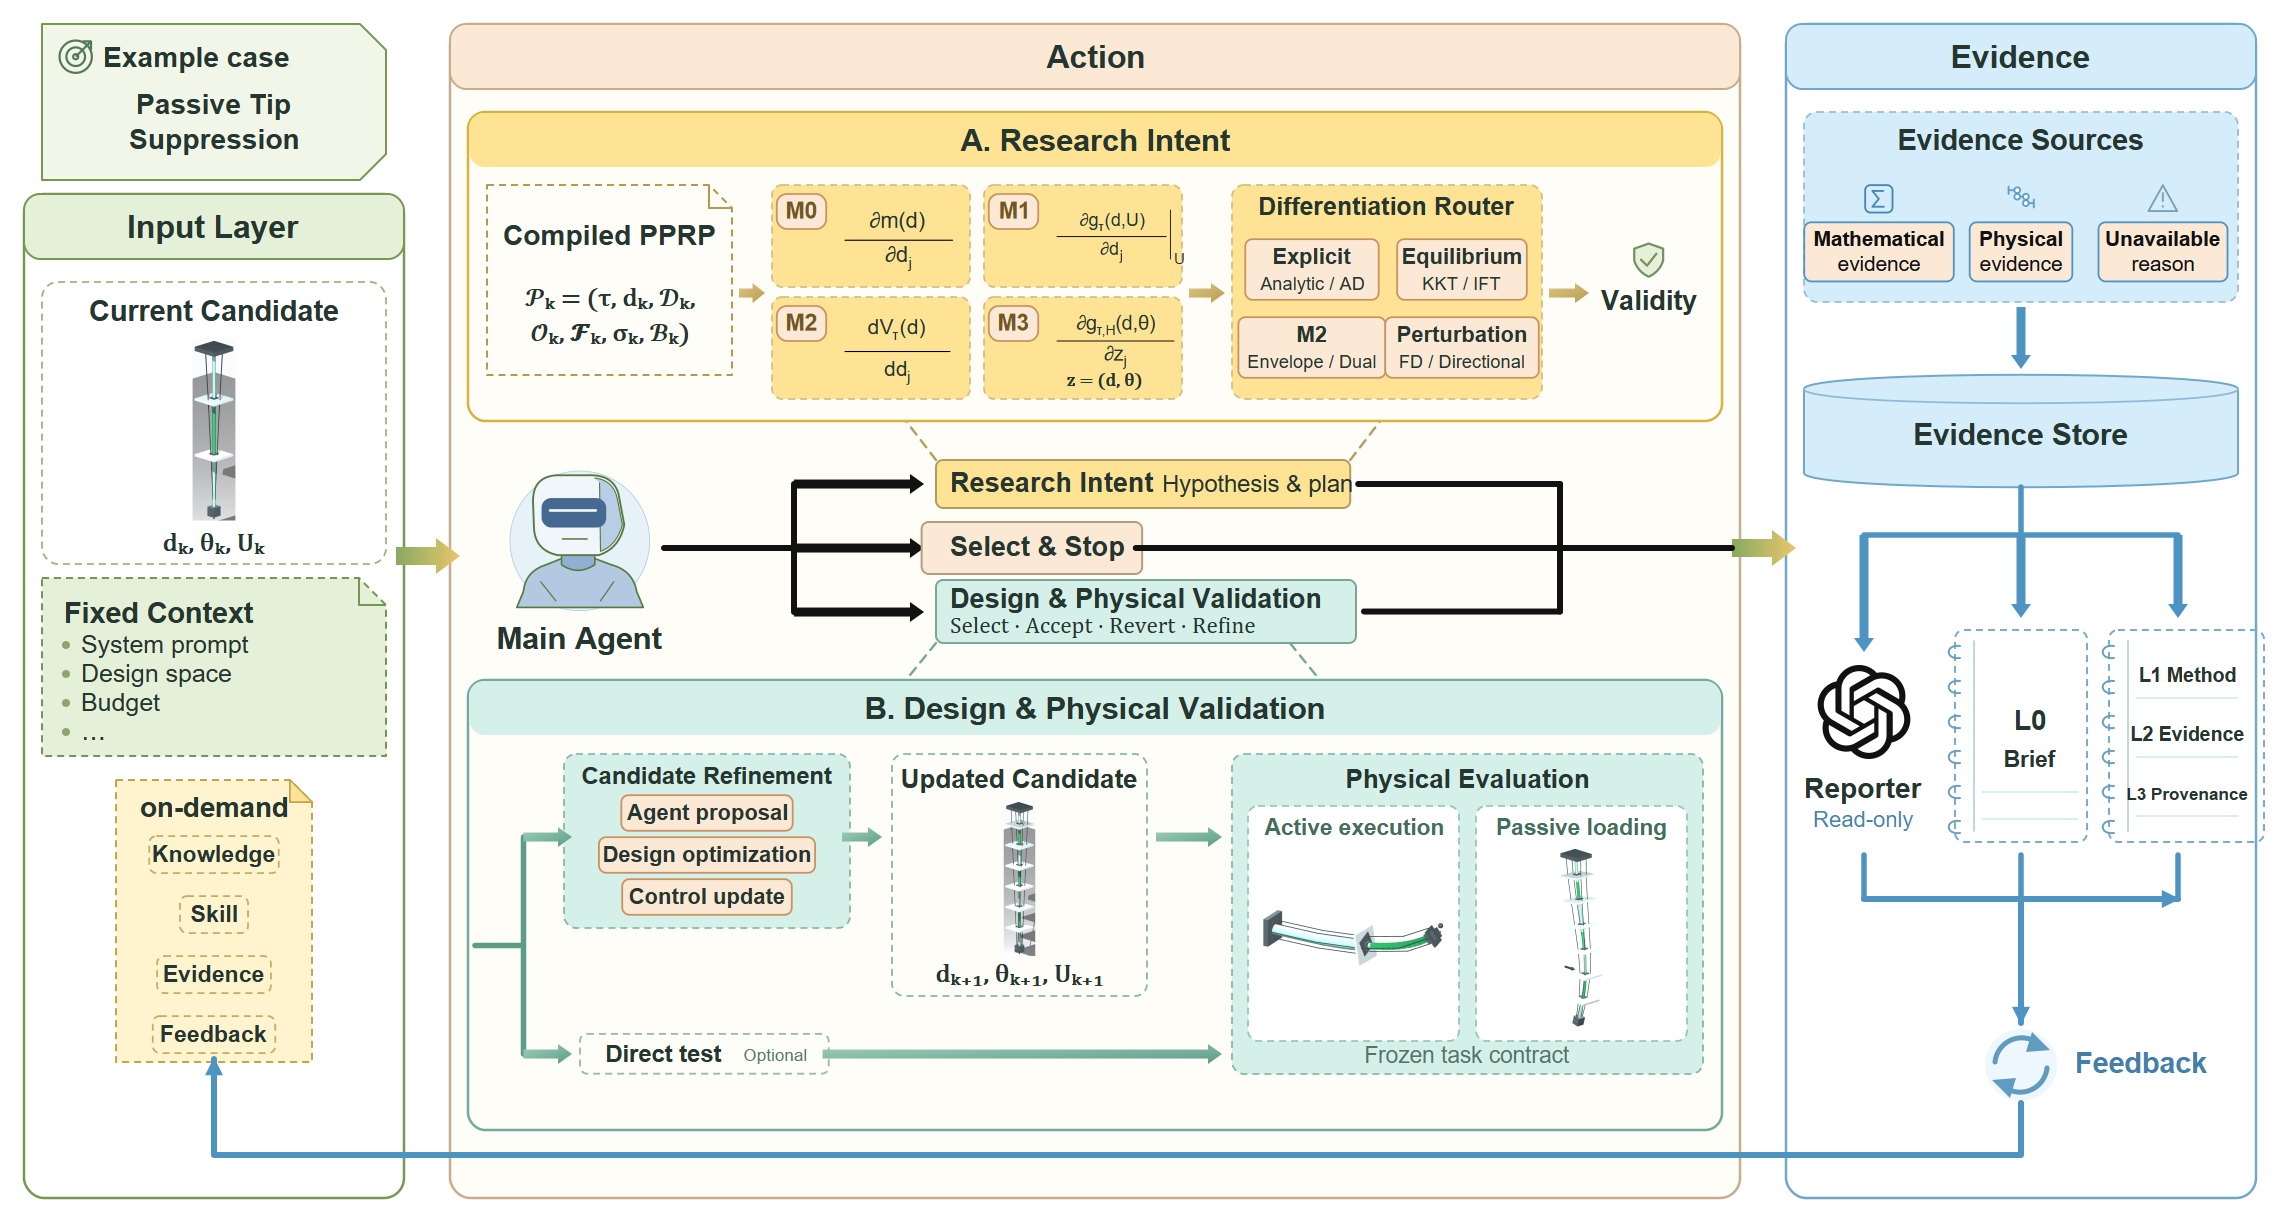 Example case
Passive Tip
Suppression
Input Layer
Current Candidate
dₖ, θₖ, Uₖ
Fixed Context
• System prompt
• Design space
• Budget
• …
on-demand
Knowledge
Skill
Evidence
Feedback
Action
A. Research Intent
Compiled PPRP
𝒫ₖ = (τ, dₖ, 𝒟ₖ,
𝒪ₖ, ℱₖ, σₖ, ℬₖ)
M0
∂m(d)
∂dⱼ
M1
∂g_τ(d,U)
∂dⱼ
U
M2
dV_τ(d)
ddⱼ
M3
∂g_τ,H(d,θ)
∂zⱼ
z = (d, θ)
Differentiation Router
Explicit
Analytic / AD
Equilibrium
KKT / IFT
M2
Envelope / Dual
Perturbation
FD / Directional
Validity
Main Agent
Research Intent Hypothesis & plan
Select & Stop
Design & Physical Validation
Select · Accept · Revert · Refine
B. Design & Physical Validation
Candidate Refinement
Agent proposal
Design optimization
Control update
Direct test Optional
Updated Candidate
dₖ₊₁, θₖ₊₁, Uₖ₊₁
Physical Evaluation
Active execution
Passive loading
Frozen task contract
Evidence
Evidence Sources
Σ
Mathematical
evidence
Physical
evidence
Unavailable
reason
Evidence Store
Reporter
Read-only
L0
Brief
L1 Method
L2 Evidence
L3 Provenance
Feedback